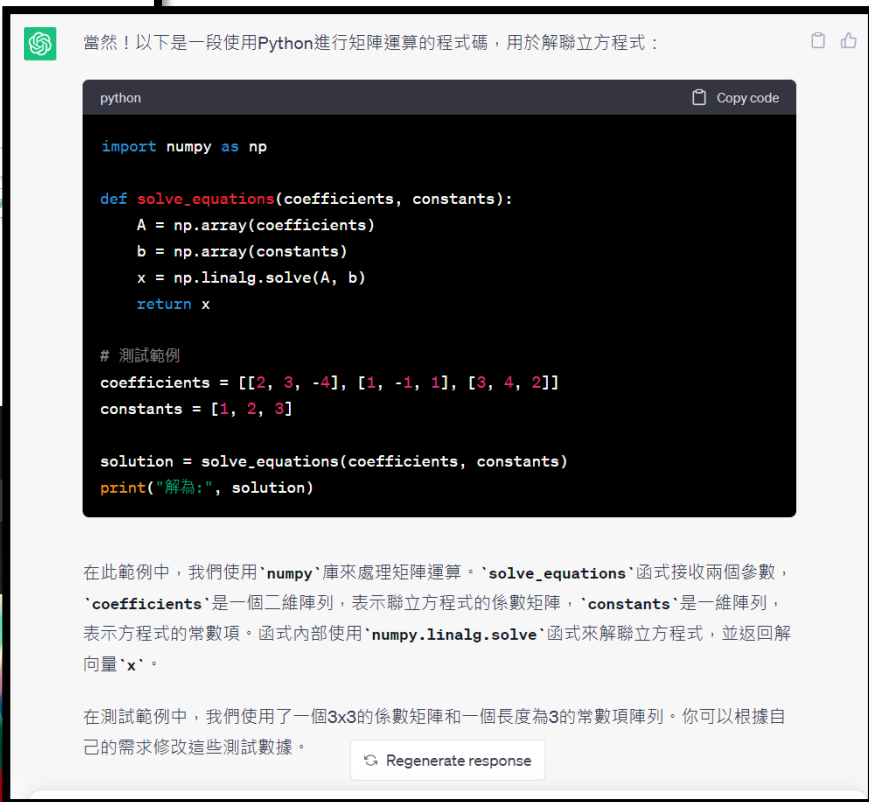 當然！以下是一段使用Python進行矩陣運算的程式碼，用於解聯立方程式：
python
Copy code
import numpy as np
def solve_equations(coefficients, constants):
    A = np.array(coefficients)
    b = np.array(constants)
    x = np.linalg.solve(A, b)
    return x
# 測試範例
coefficients = [[2, 3, -4], [1, -1, 1], [3, 4, 2]]
constants = [1, 2, 3]
solution = solve_equations(coefficients, constants)
print("解為:", solution)
在此範例中，我們使用`numpy`庫來處理矩陣運算。`solve_equations`函式接收兩個參數，
`coefficients`是一個二維陣列，表示聯立方程式的係數矩陣，`constants`是一維陣列，
表示方程式的常數項。函式內部使用`numpy.linalg.solve`函式來解聯立方程式，並返回解
向量`x`。
在測試範例中，我們使用了一個3x3的係數矩陣和一個長度為3的常數項陣列。你可以根據自
己的需求修改這些測試數據。
Regenerate response